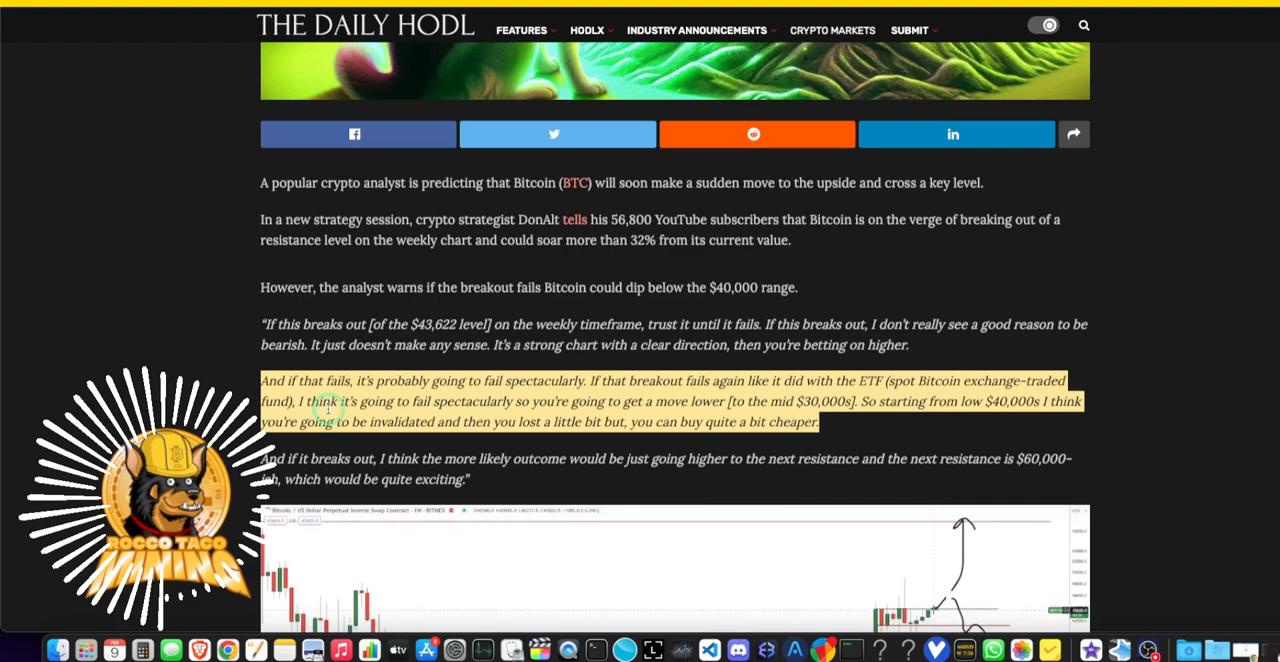 THE DAILY HODL
FEATURES HODLX INDUSTRY ANNOUNCEMENTS CRYPTO MARKETS SUBMIT
A popular crypto analyst is predicting that Bitcoin (BTC) will soon make a sudden move to the upside and cross a key level.
In a new strategy session, crypto strategist DonAlt tells his 56,800 YouTube subscribers that Bitcoin is on the verge of breaking out of a
resistance level on the weekly chart and could soar more than 32% from its current value.
However, the analyst warns if the breakout fails Bitcoin could dip below the $40,000 range.
“If this breaks out [of the $43,622 level] on the weekly timeframe, trust it until it fails. If this breaks out, I don’t really see a good reason to be
bearish. It just doesn’t make any sense. It’s a strong chart with a clear direction, then you’re betting on higher.
And if that fails, it’s probably going to fail spectacularly. If that breakout fails again like it did with the ETF (spot Bitcoin exchange-traded
fund), I think it’s going to fail spectacularly so you’re going to get a move lower [to the mid $30,000s]. So starting from low $40,000s I think
you’re going to be invalidated and then you lost a little bit but, you can buy quite a bit cheaper.
And if it breaks out, I think the more likely outcome would be just going higher to the next resistance and the next resistance is $60,000-
ish, which would be quite exciting.”
Bitcoin / US Dollar Perpetual Inverse Swap Contract · 1W · BITMEX
ROCCO TACO
MINING
FEB
9